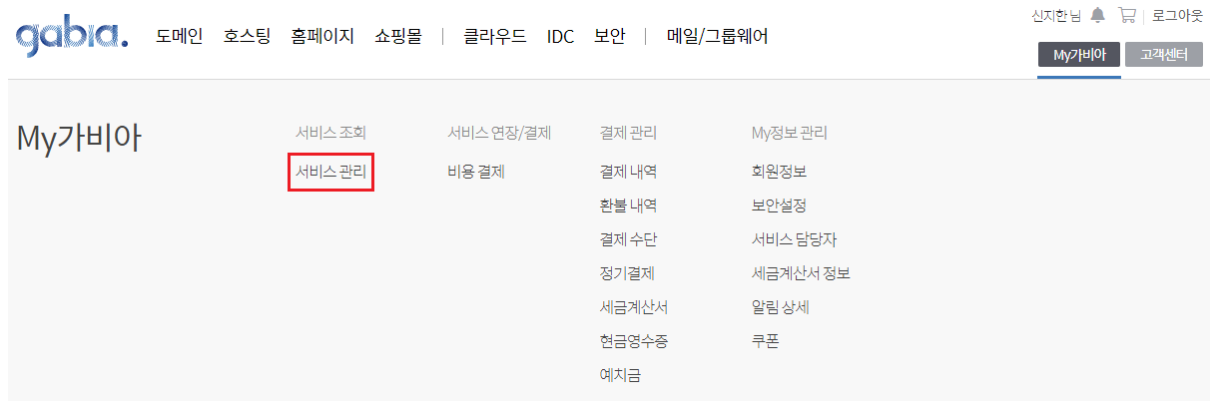 신지한 님 로그아웃
gabia. 도메인 호스팅 홈페이지 쇼핑몰 | 클라우드 IDC 보안 | 메일/그룹웨어
My가비아 고객센터
My가비아
서비스 조회 서비스 연장/결제 결제 관리 My정보 관리
서비스 관리 비용 결제 결제 내역 회원정보
환불 내역 보안설정
결제 수단 서비스 담당자
정기결제 세금계산서 정보
세금계산서 알림 상세
현금영수증 쿠폰
예치금